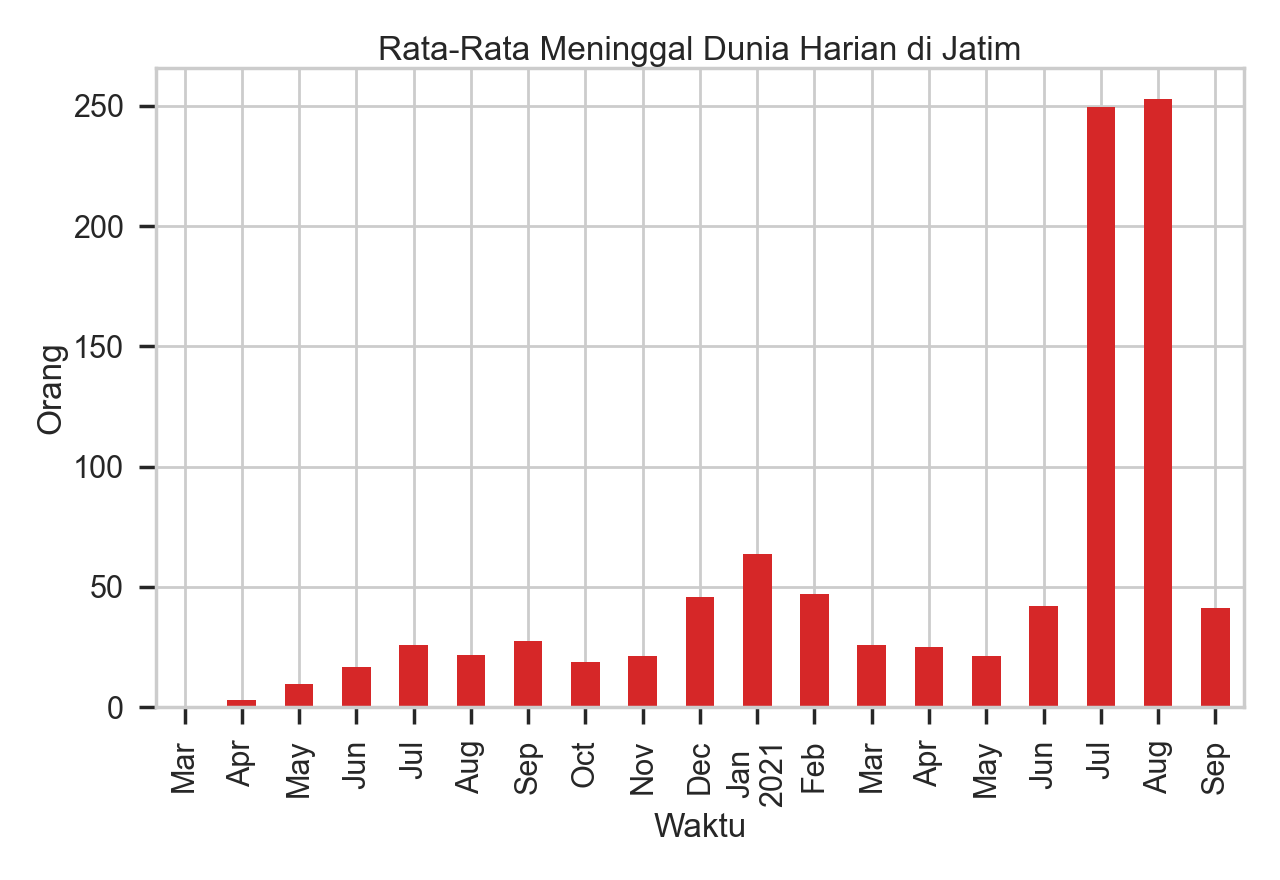 Rata-Rata Meninggal Dunia Harian di Jatim
250
200
150
100
50
0
Orang
Mar
Apr
May
Jun
Jul
Aug
Sep
Oct
Nov
Dec
Jan
2021
Feb
Mar
Apr
May
Jun
Jul
Aug
Sep
Waktu